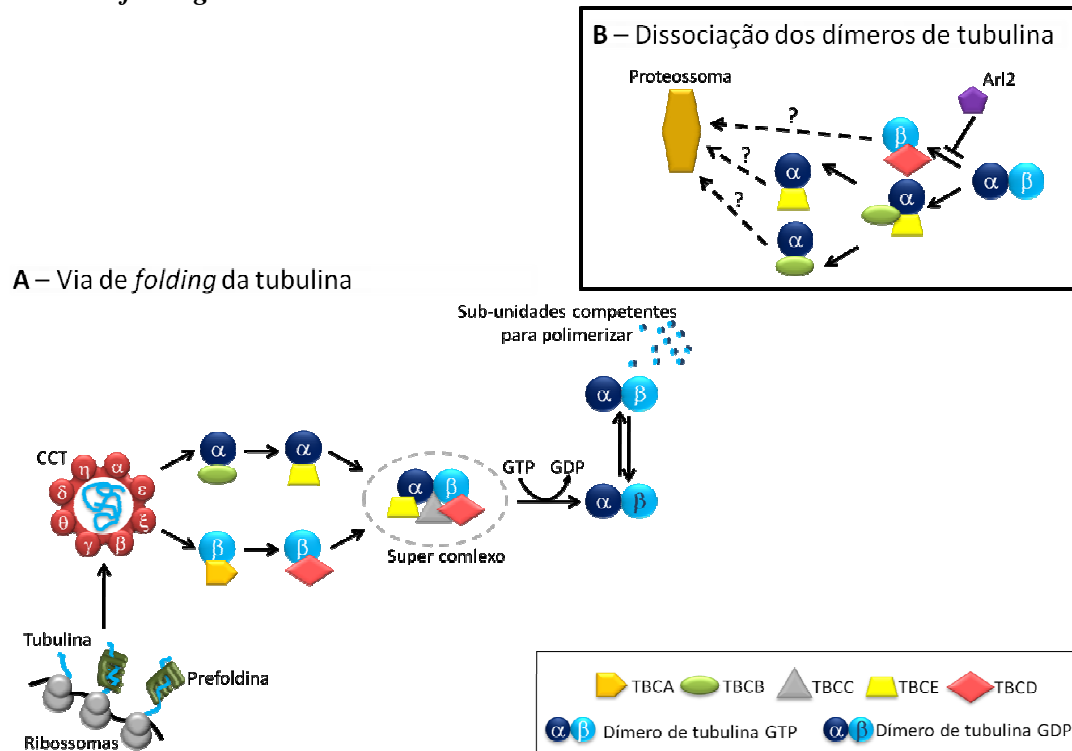 B – Dissociação dos dímeros de tubulina
Proteossoma
Arl2
?
β
?
α
α
α β
?
α
A – Via de folding da tubulina
Sub-unidades competentes
para polimerizar
α β
CCT
η α
δ ε
θ ξ
γ β
α α
α β
GTP GDP
α β
β β
Super comlexo
Tubulina
Prefoldina
Ribossomas
TBCA TBCB TBCC TBCE TBCD
α β Dímero de tubulina GTP α β Dímero de tubulina GDP